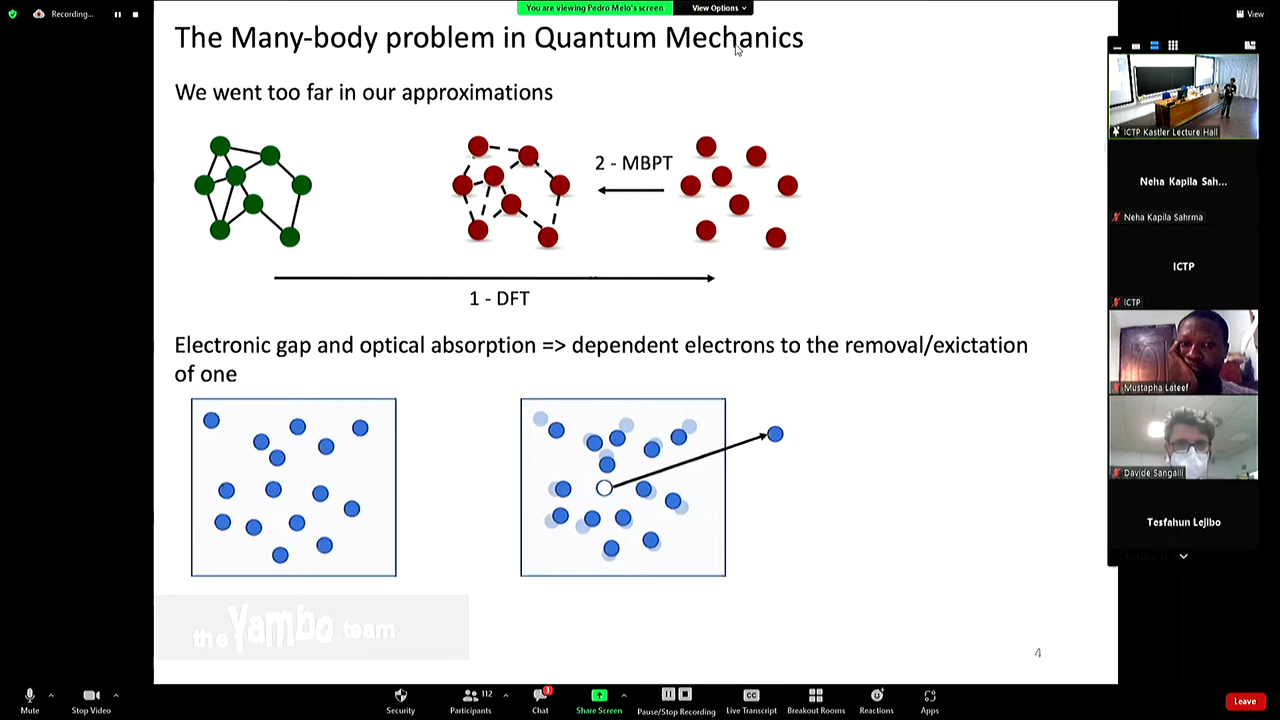 Recording...
You are viewing Pedro Melo's screen
View Options
View
The Many-body problem in Quantum Mechanics
We went too far in our approximations
2 - MBPT
1 - DFT
Electronic gap and optical absorption => dependent electrons to the removal/exictation
of one
the Yambo team
4
ICTP Kastler Lecture Hall
Neha Kapila Sah...
Neha Kapila Sahrma
ICTP
ICTP
Mustapha Lateef
Davide Sangalli
Tesfahun Lejibo
Mute
Stop Video
Security
112
Participants
3
Chat
Share Screen
Pause/Stop Recording
CC
Live Transcript
Breakout Rooms
Reactions
Apps
Leave